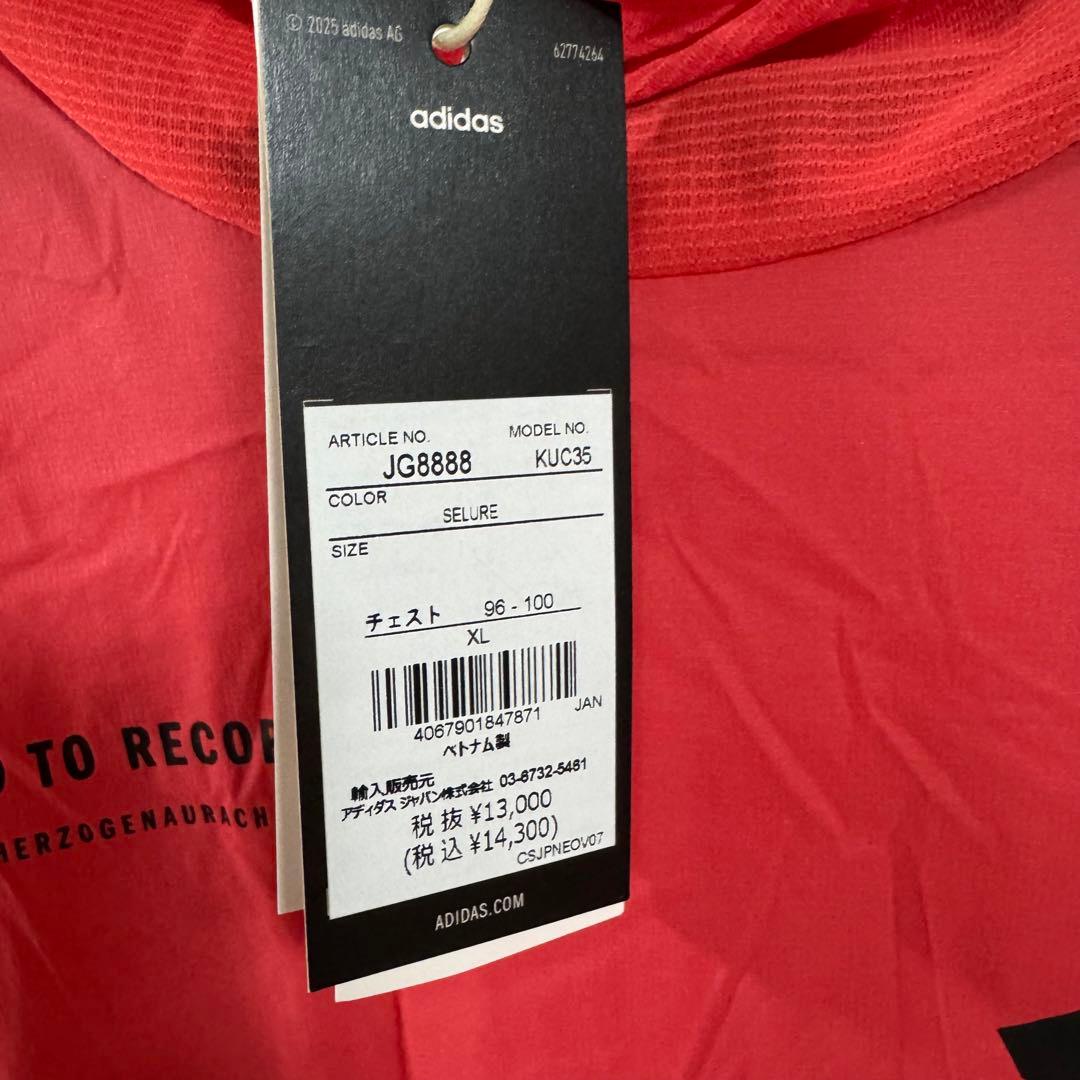 © 2025 adidas AG
62774264
adidas
ARTICLE NO.
MODEL NO.
JG8888
KUC35
COLOR
SELURE
SIZE
チェスト 96 - 100
XL
JAN
4067901847871
ベトナム製
輸入販売元
アディダス ジャパン株式会社 03-6732-5461
税抜 ¥13,000
(税込 ¥14,300)
CSJPNEOV07
ADIDAS.COM
TO RECOR
HERZOGENAURACH